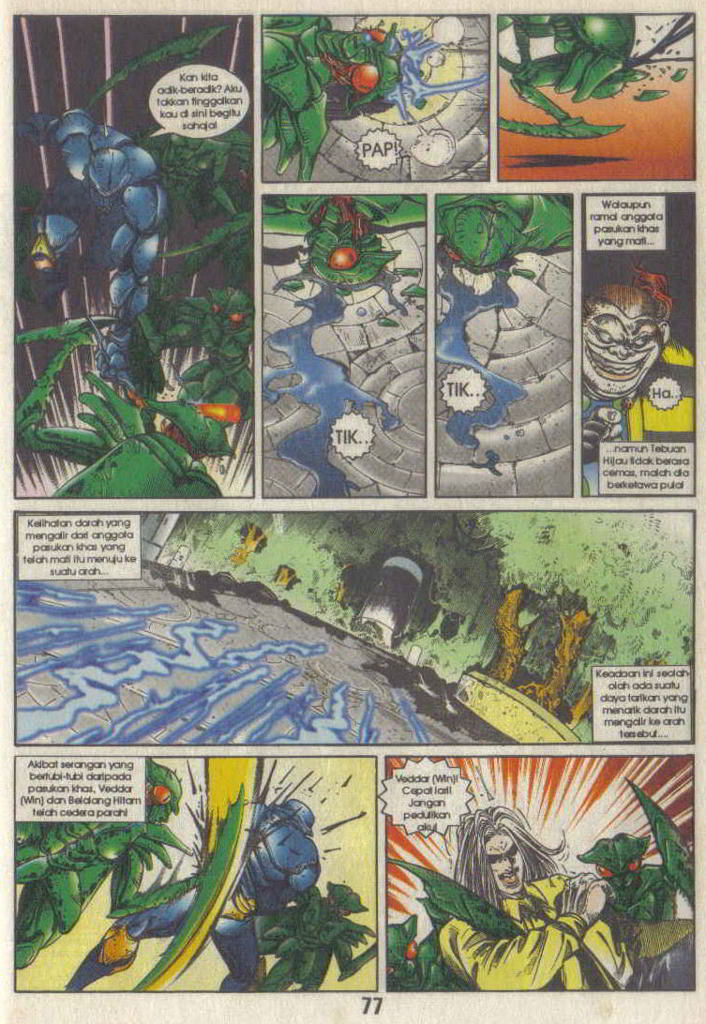 Kan kita
adik-beradik? Aku
takkan tinggalkan
kau di sini begitu
sahaja!
PAP!
TIK...
TIK...
Walaupun
ramai anggota
pasukan khas
yang mati...
Ha...
...namun Tebuan
Hijau tidak berasa
cemas, malah dia
berketawa pula!
Kelihatan darah yang
mengalir dari anggota
pasukan khas yang
telah mati itu menuju ke
suatu arah...
Keadaan ini seolah-
olah ada suatu
daya tarikan yang
menarik darah itu
mengalir ke arah
tersebut....
Akibat serangan yang
bertubi-tubi daripada
pasukan khas, Veddar
(Win) dan Belalang Hitam
telah cedera parah!
Veddar (Win)!
Cepat lari!
Jangan
pedulikan
aku!
77